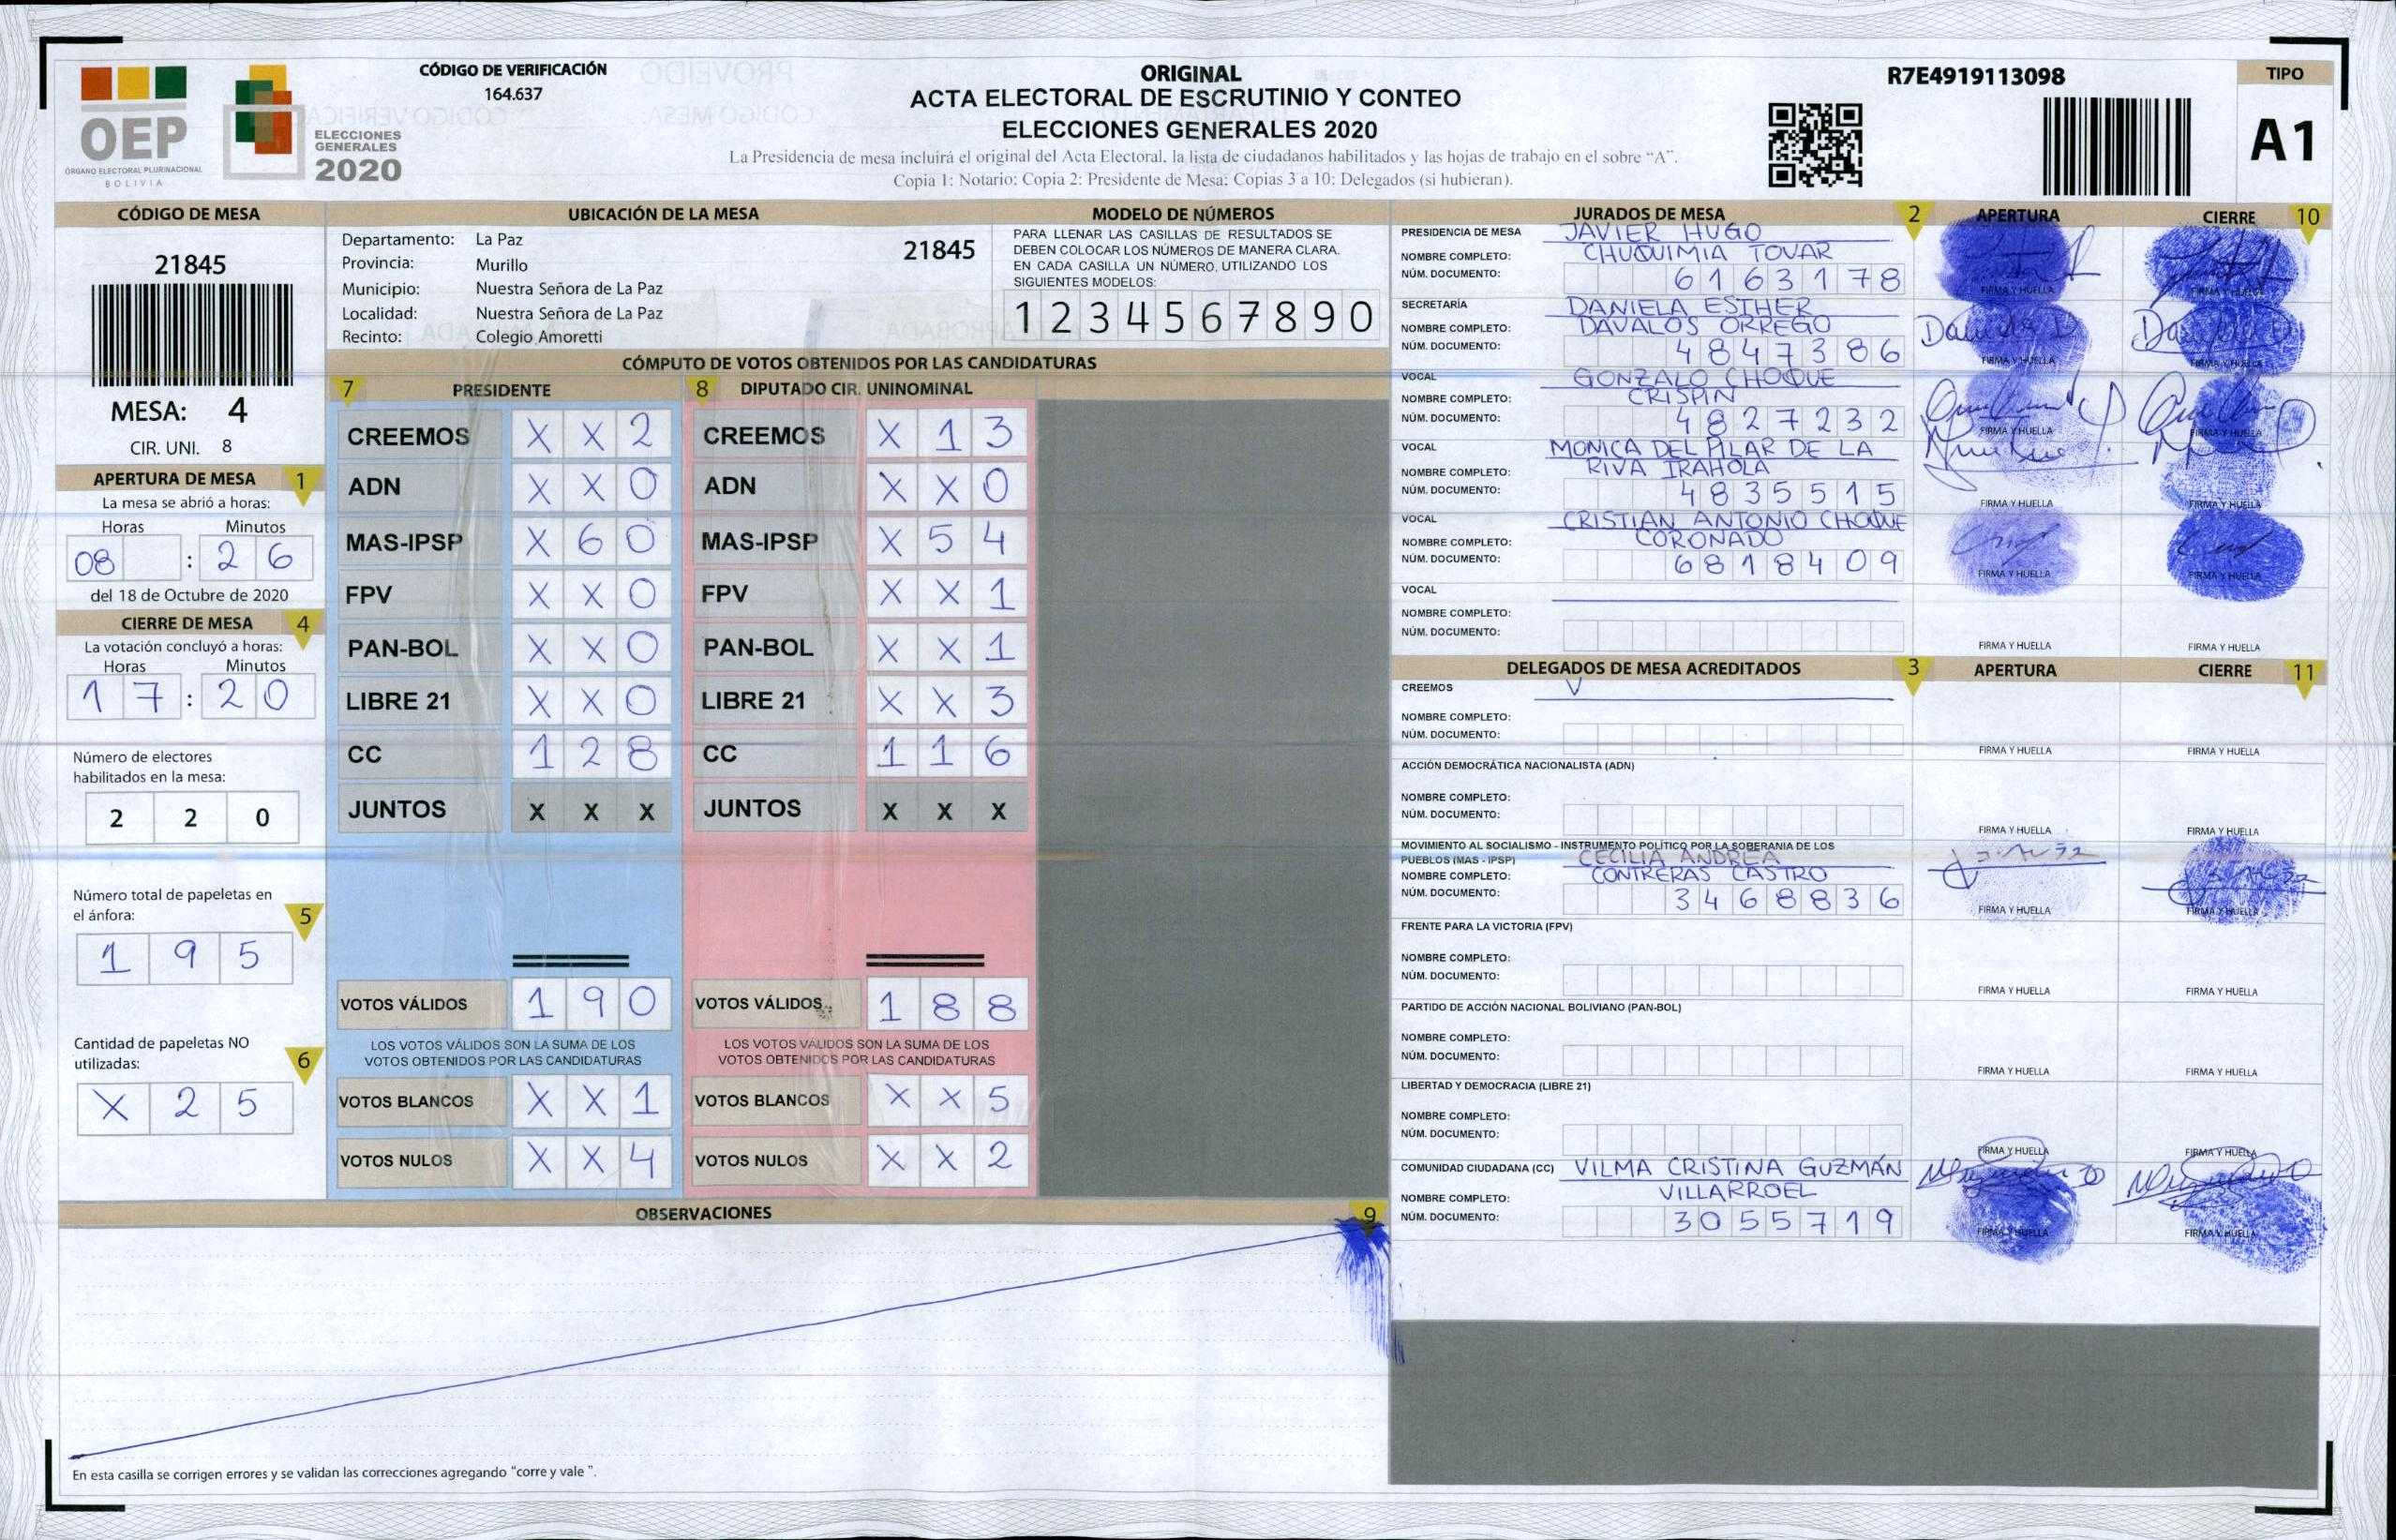 CÓDIGO DE VERIFICACIÓN
164.637
OEP
ÓRGANO ELECTORAL PLURINACIONAL
BOLIVIA
ELECCIONES
GENERALES
2020
ORIGINAL
ACTA ELECTORAL DE ESCRUTINIO Y CONTEO
ELECCIONES GENERALES 2020
La Presidencia de mesa incluirá el original del Acta Electoral, la lista de ciudadanos habilitados y las hojas de trabajo en el sobre “A”.
Copia 1: Notario; Copia 2: Presidente de Mesa; Copias 3 a 10; Delegados (si hubieran).
R7E4919113098
TIPO
A1
CÓDIGO DE MESA
21845
MESA: 4
CIR. UNI. 8
APERTURA DE MESA 1
La mesa se abrió a horas:
Horas Minutos
08 : 26
del 18 de Octubre de 2020
CIERRE DE MESA 4
La votación concluyó a horas:
Horas Minutos
17 : 20
Número de electores
habilitados en la mesa:
2 2 0
Número total de papeletas en
el ánfora: 5
1 9 5
Cantidad de papeletas NO
utilizadas: 6
X 2 5
UBICACIÓN DE LA MESA
Departamento: La Paz
21845
Provincia: Murillo
Municipio: Nuestra Señora de La Paz
Localidad: Nuestra Señora de La Paz
Recinto: Colegio Amoretti
MODELO DE NÚMEROS
PARA LLENAR LAS CASILLAS DE RESULTADOS SE
DEBEN COLOCAR LOS NÚMEROS DE MANERA CLARA.
EN CADA CASILLA UN NÚMERO, UTILIZANDO LOS
SIGUIENTES MODELOS:
1 2 3 4 5 6 7 8 9 0
CÓMPUTO DE VOTOS OBTENIDOS POR LAS CANDIDATURAS
7 PRESIDENTE
CREEMOS X X 2
ADN X X 0
MAS-IPSP X 6 0
FPV X X 0
PAN-BOL X X 0
LIBRE 21 X X 0
CC 1 2 8
JUNTOS X X X
VOTOS VÁLIDOS 1 9 0
LOS VOTOS VÁLIDOS SON LA SUMA DE LOS
VOTOS OBTENIDOS POR LAS CANDIDATURAS
VOTOS BLANCOS X X 1
VOTOS NULOS X X 4
8 DIPUTADO CIR. UNINOMINAL
CREEMOS X 1 3
ADN X X 0
MAS-IPSP X 5 4
FPV X X 1
PAN-BOL X X 1
LIBRE 21 X X 3
CC 1 1 6
JUNTOS X X X
VOTOS VÁLIDOS 1 8 8
LOS VOTOS VÁLIDOS SON LA SUMA DE LOS
VOTOS OBTENIDOS POR LAS CANDIDATURAS
VOTOS BLANCOS X X 5
VOTOS NULOS X X 2
OBSERVACIONES 9
En esta casilla se corrigen errores y se validan las correcciones agregando “corre y vale ”.
JURADOS DE MESA 2 APERTURA CIERRE 10
PRESIDENCIA DE MESA JAVIER HUGO
NOMBRE COMPLETO: CHUQUIMIA TOVAR
NÚM. DOCUMENTO: 6163178
FIRMA Y HUELLA FIRMA Y HUELLA
SECRETARÍA DANIELA ESTHER
NOMBRE COMPLETO: DAVALOS ORREGO
NÚM. DOCUMENTO: 4847386
FIRMA Y HUELLA FIRMA Y HUELLA
VOCAL GONZALO CHOQUE
NOMBRE COMPLETO: CRISPIN
NÚM. DOCUMENTO: 4827232
FIRMA Y HUELLA FIRMA Y HUELLA
VOCAL MONICA DEL PILAR DE LA
NOMBRE COMPLETO: RIVA IRAHOLA
NÚM. DOCUMENTO: 4835515
FIRMA Y HUELLA FIRMA Y HUELLA
VOCAL CRISTIAN ANTONIO CHOQUE
NOMBRE COMPLETO: CORONADO
NÚM. DOCUMENTO: 6818409
FIRMA Y HUELLA FIRMA Y HUELLA
VOCAL
NOMBRE COMPLETO:
NÚM. DOCUMENTO:
FIRMA Y HUELLA FIRMA Y HUELLA
DELEGADOS DE MESA ACREDITADOS 3 APERTURA CIERRE 11
CREEMOS
NOMBRE COMPLETO:
NÚM. DOCUMENTO:
FIRMA Y HUELLA FIRMA Y HUELLA
ACCIÓN DEMOCRÁTICA NACIONALISTA (ADN)
NOMBRE COMPLETO:
NÚM. DOCUMENTO:
FIRMA Y HUELLA FIRMA Y HUELLA
MOVIMIENTO AL SOCIALISMO - INSTRUMENTO POLÍTICO POR LA SOBERANIA DE LOS
PUEBLOS (MAS - IPSP) CECILIA ANDREA
NOMBRE COMPLETO: CONTRERAS CASTRO
NÚM. DOCUMENTO: 3468836
FIRMA Y HUELLA FIRMA Y HUELLA
FRENTE PARA LA VICTORIA (FPV)
NOMBRE COMPLETO:
NÚM. DOCUMENTO:
FIRMA Y HUELLA FIRMA Y HUELLA
PARTIDO DE ACCIÓN NACIONAL BOLIVIANO (PAN-BOL)
NOMBRE COMPLETO:
NÚM. DOCUMENTO:
FIRMA Y HUELLA FIRMA Y HUELLA
LIBERTAD Y DEMOCRACIA (LIBRE 21)
NOMBRE COMPLETO:
NÚM. DOCUMENTO:
FIRMA Y HUELLA FIRMA Y HUELLA
COMUNIDAD CIUDADANA (CC) VILMA CRISTINA GUZMÁN
NOMBRE COMPLETO: VILLARROEL
NÚM. DOCUMENTO: 3055719
FIRMA Y HUELLA FIRMA Y HUELLA